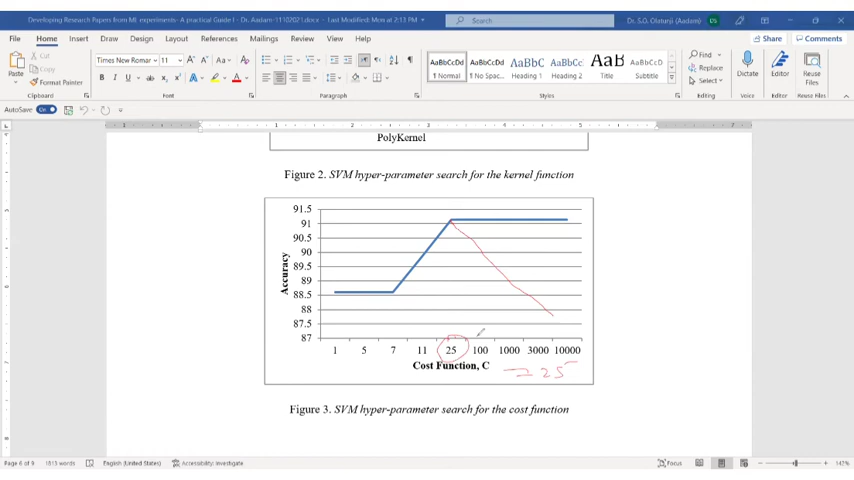 Developing Research Papers from ML experiments- A practical Guide I - Dr. Aadam-11102021.docx - Last Modified: Mon at 2:13 PM
Search
Dr. S.O. Olatunji (Aadam)
File Home Insert Draw Design Layout References Mailings Review View Help
Share Comments
Paste
Cut
Copy
Format Painter
Times New Roman 11
AaBbCcDd AaBbCcDd AaBbC AaBbCc AaB AaBbCcD
Normal No Spac... Heading 1 Heading 2 Title Subtitle
Find
Replace
Select
Dictate
Editor
Reuse
Files
Clipboard Font Paragraph Styles Editing Voice Editor Reuse Files
AutoSave On
PolyKernel
Figure 2. SVM hyper-parameter search for the kernel function
91.5
91
90.5
90
89.5
89
88.5
88
87.5
87
Accuracy
1 5 7 11 25 100 1000 3000 10000
Cost Function, C
= 25
Figure 3. SVM hyper-parameter search for the cost function
Page 6 of 9 1815 words English (United States) Accessibility: Investigate
Focus